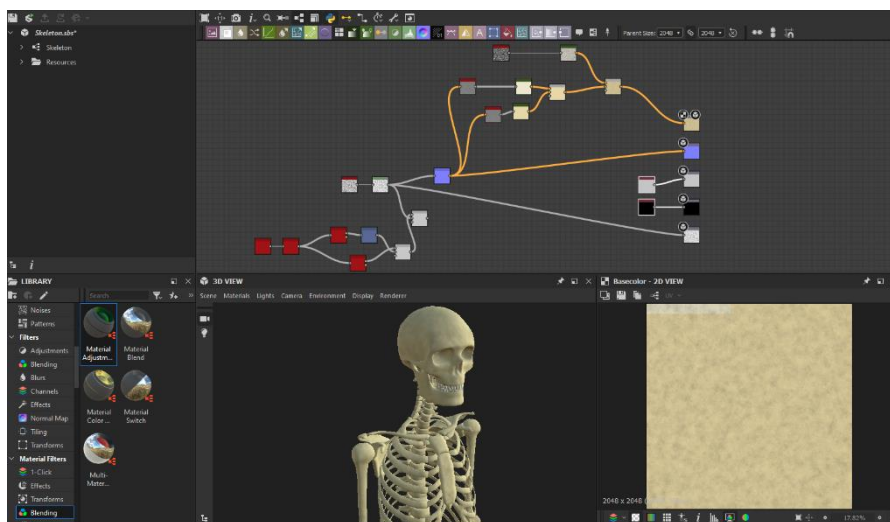 Skeleton.sbs*
Skeleton
Resources
Parent Size: 2048
2048
LIBRARY
Search
Noises
Patterns
Filters
Adjustments
Blending
Blurs
Channels
Effects
Normal Map
Tiling
Transforms
Material Filters
1-Click
Effects
Transforms
Blending
Material Adjustm...
Material Blend
Material Color ...
Material Switch
Multi-Mater...
3D VIEW
Scene Materials Lights Camera Environment Display Renderer
Basecolor - 2D VIEW
UV
2048 x 2048
17.82%